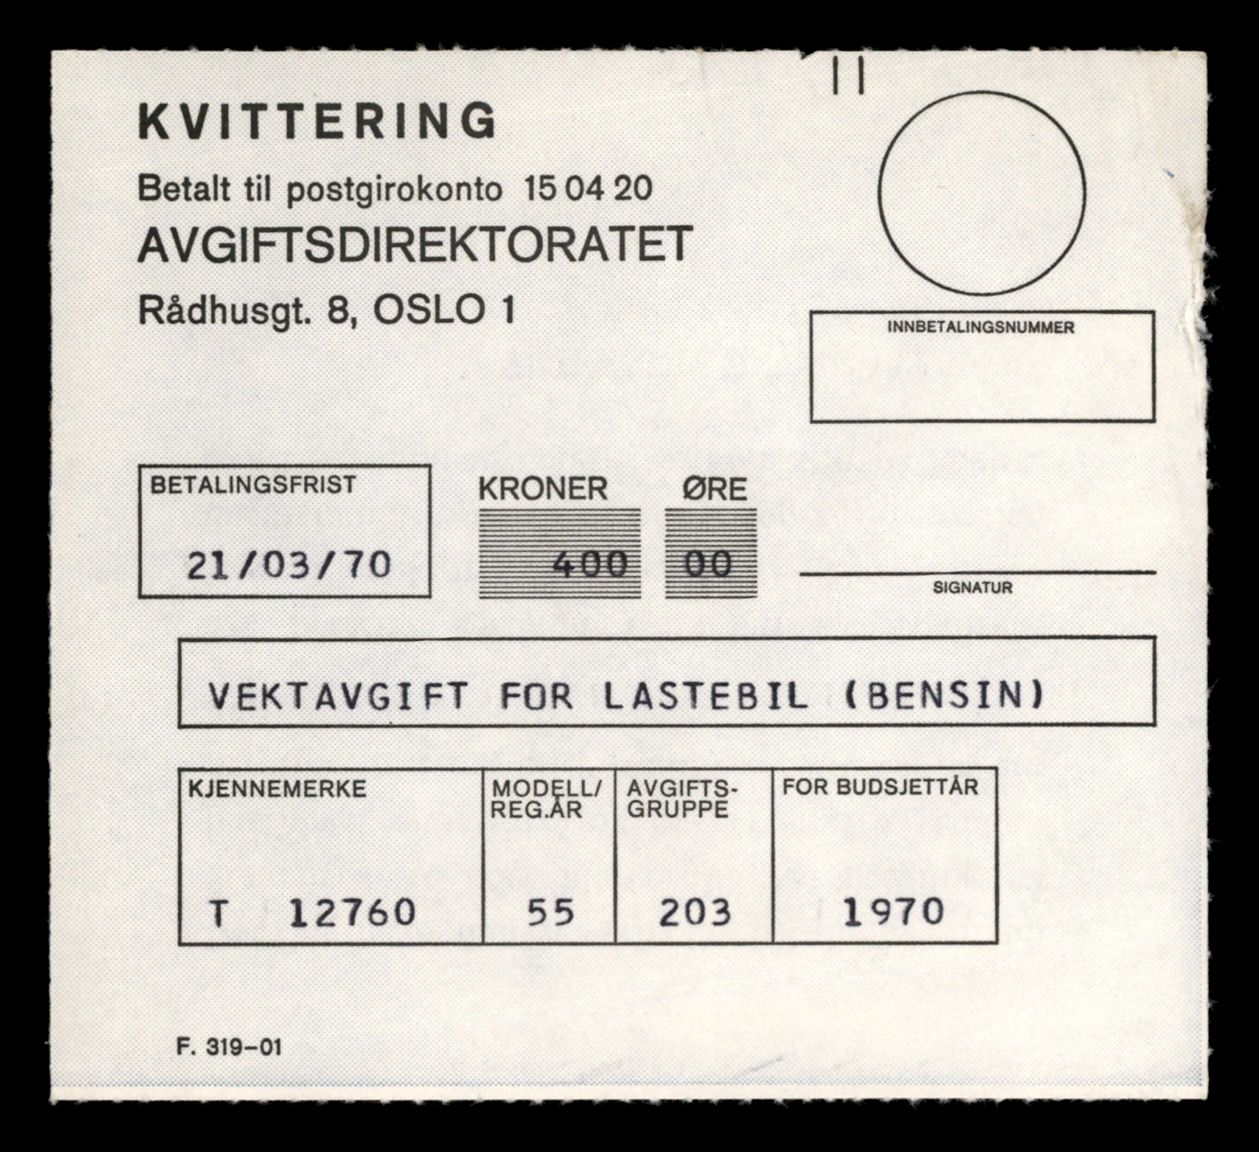 KVITTERING
Betalt til postgirokonto 15 04 20
AVGIFTSDIREKTORATET
Rådhusgt. 8, OSLO 1
INNBETALINGSNUMMER
BETALINGSFRIST
21/03/70
KRONER ØRE
400 00
SIGNATUR
VEKTAVGIFT FOR LASTEBIL (BENSIN)
KJENNEMERKE
T 12760
MODELL/
REG.ÅR
55
AVGIFTS-
GRUPPE
203
FOR BUDSJETTÅR
1970
F. 319-01